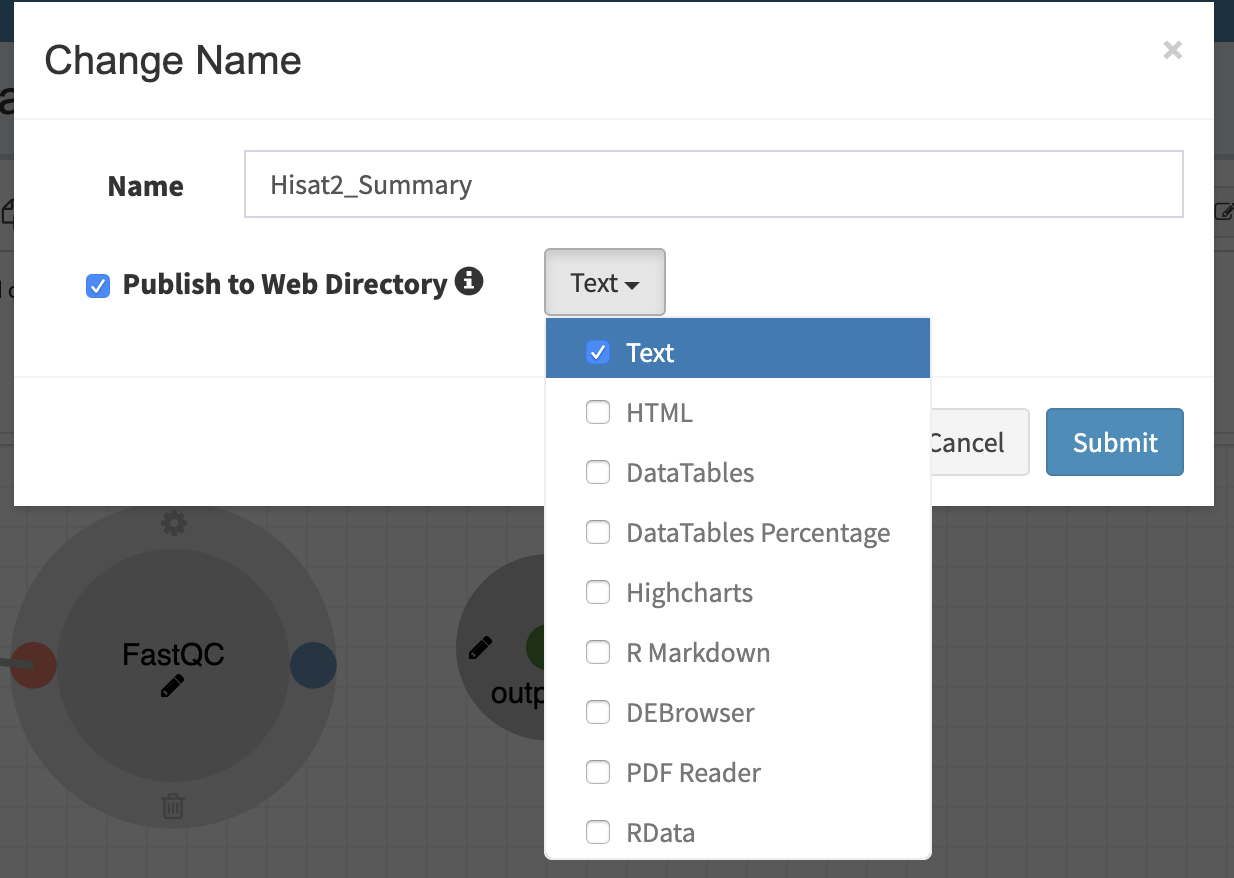 Change Name
×
Name
Hisat2_Summary
Publish to Web Directory
Text
Text
HTML
DataTables
DataTables Percentage
Highcharts
R Markdown
DEBrowser
PDF Reader
RData
Cancel
Submit
FastQC
outp